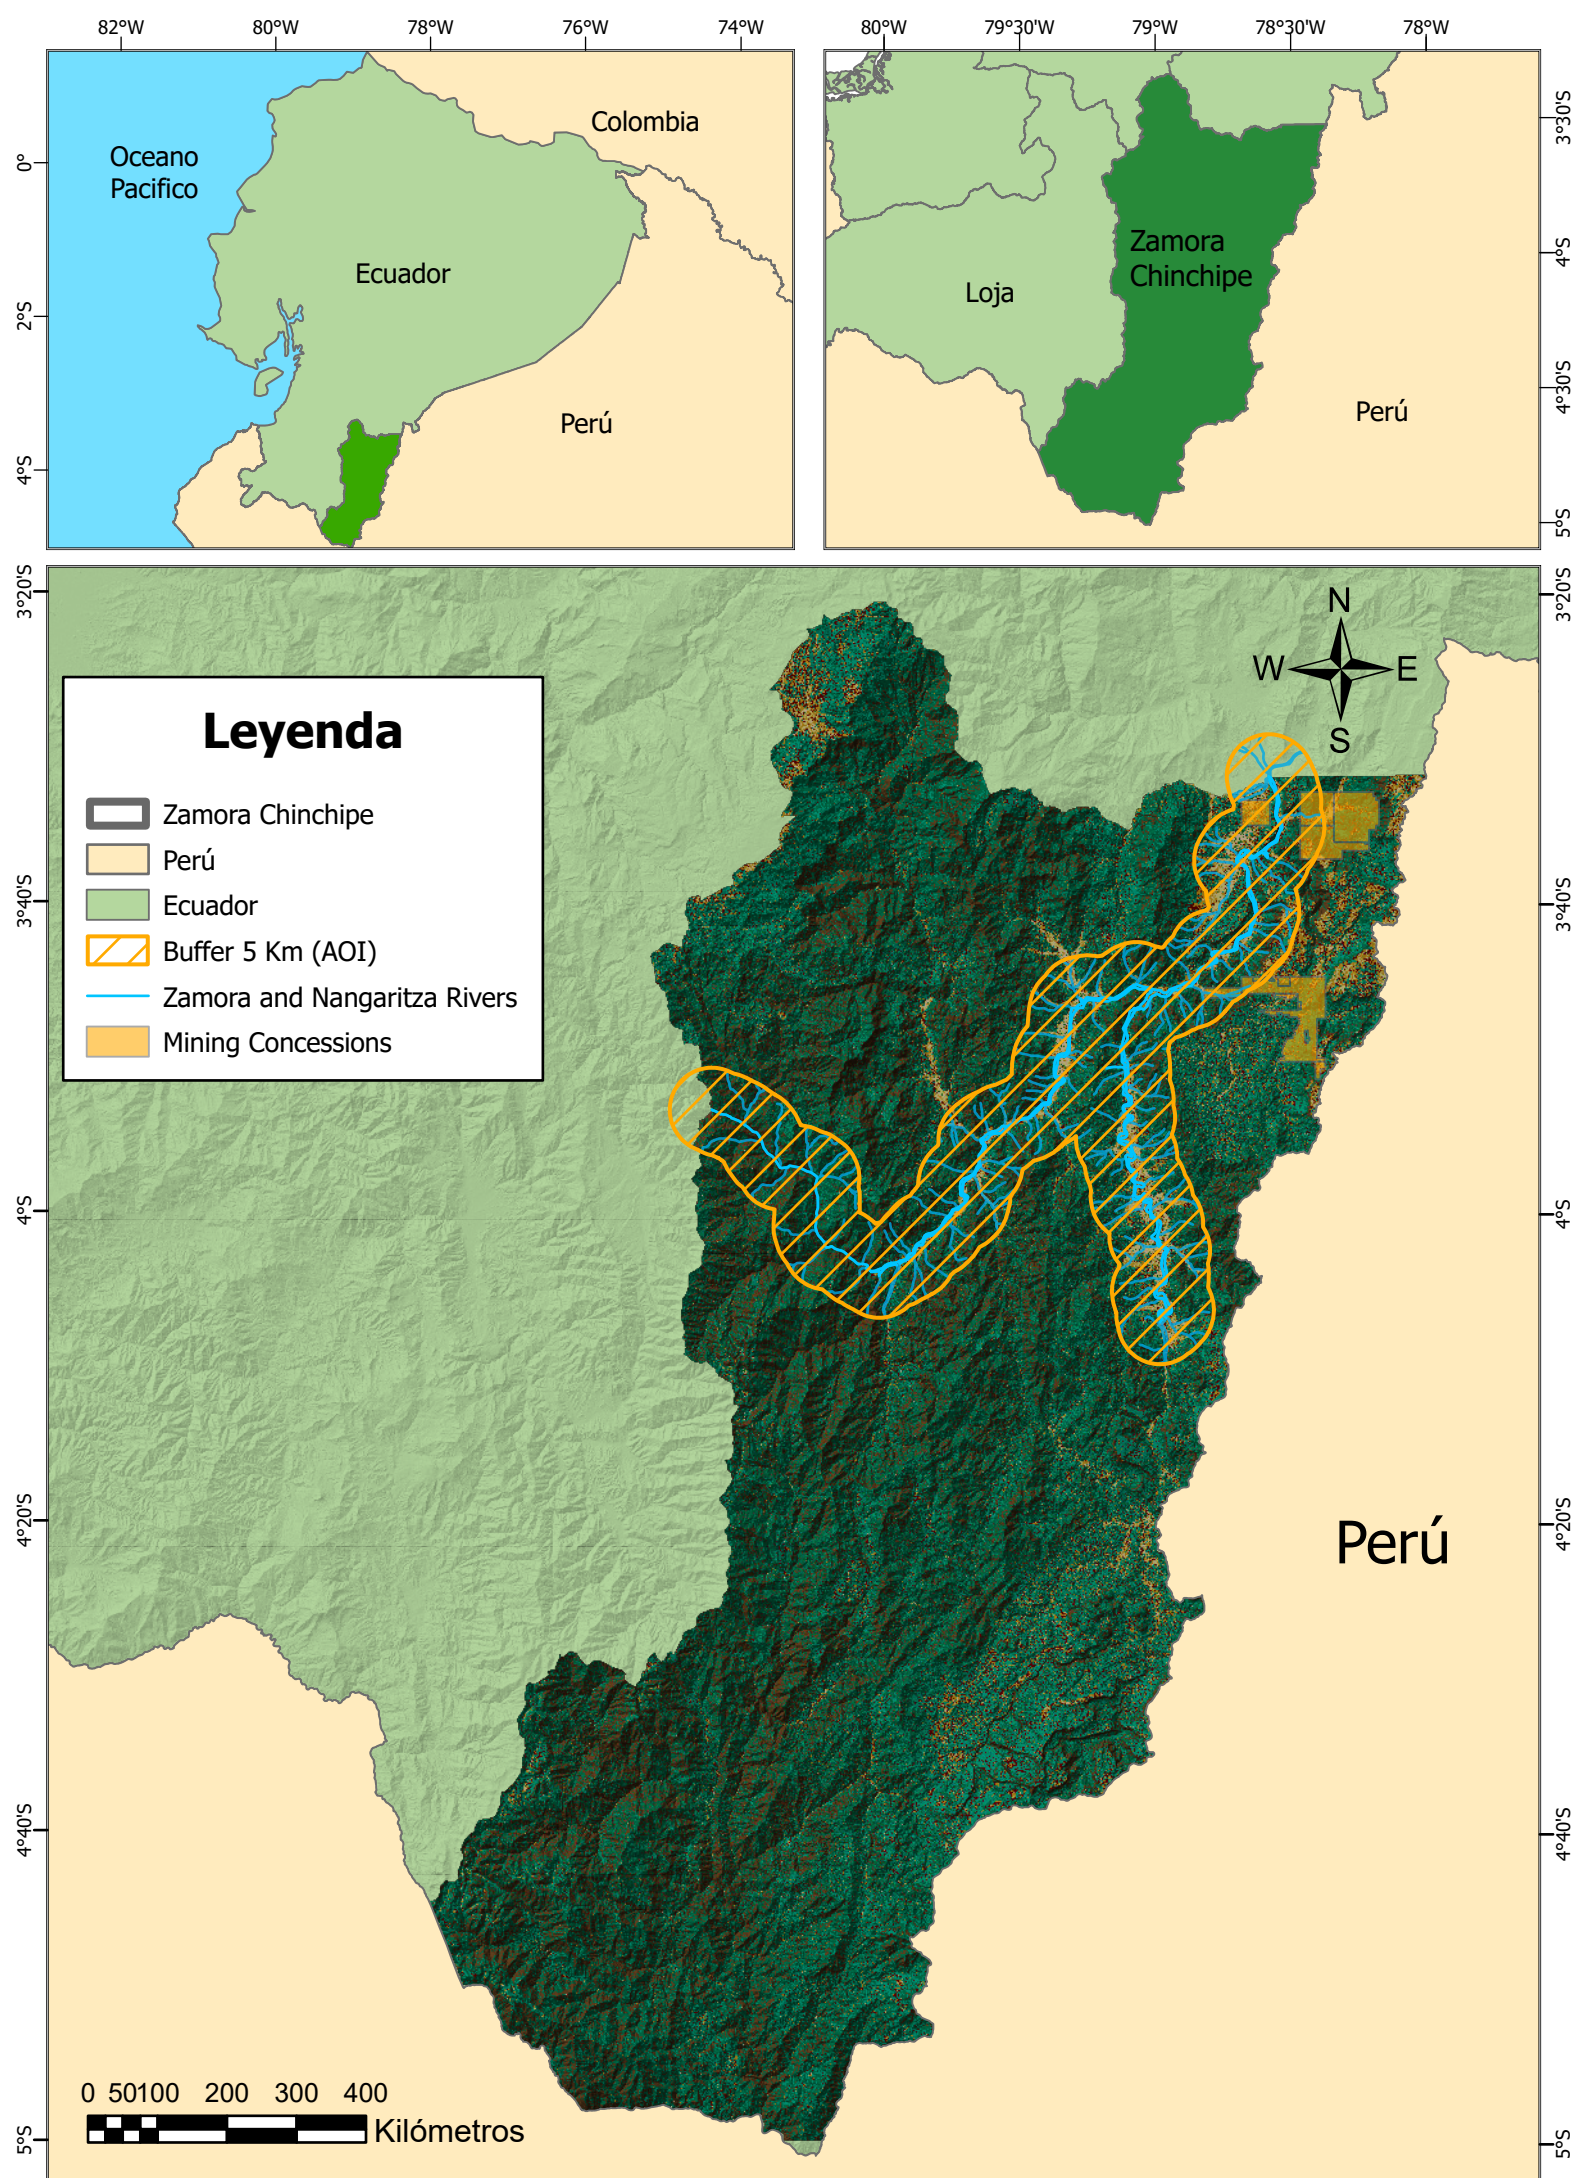 82°W 80°W 78°W 76°W 74°W
80°W 79°30'W 79°W 78°30'W 78°W
0°
2°S
4°S
Oceano
Pacifico
Colombia
Ecuador
Perú
Zamora
Chinchipe
Loja
Perú
3°30'S
4°S
4°30'S
5°S
3°20'S
3°40'S
4°S
4°20'S
4°40'S
5°S
N
W E
S
Leyenda
Zamora Chinchipe
Perú
Ecuador
Buffer 5 Km (AOI)
Zamora and Nangaritza Rivers
Mining Concessions
Perú
0 50100 200 300 400
Kilómetros
3°20'S
3°40'S
4°S
4°20'S
4°40'S
5°S